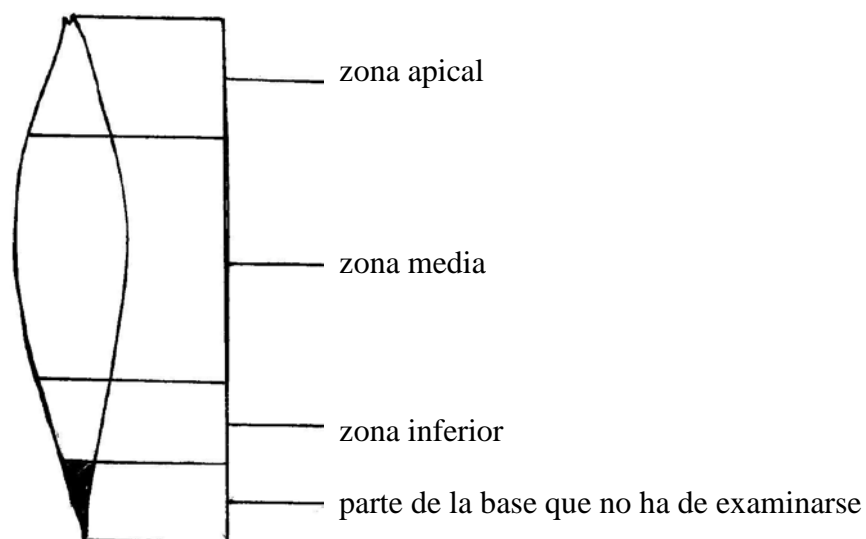 zona apical
zona media
zona inferior
parte de la base que no ha de examinarse